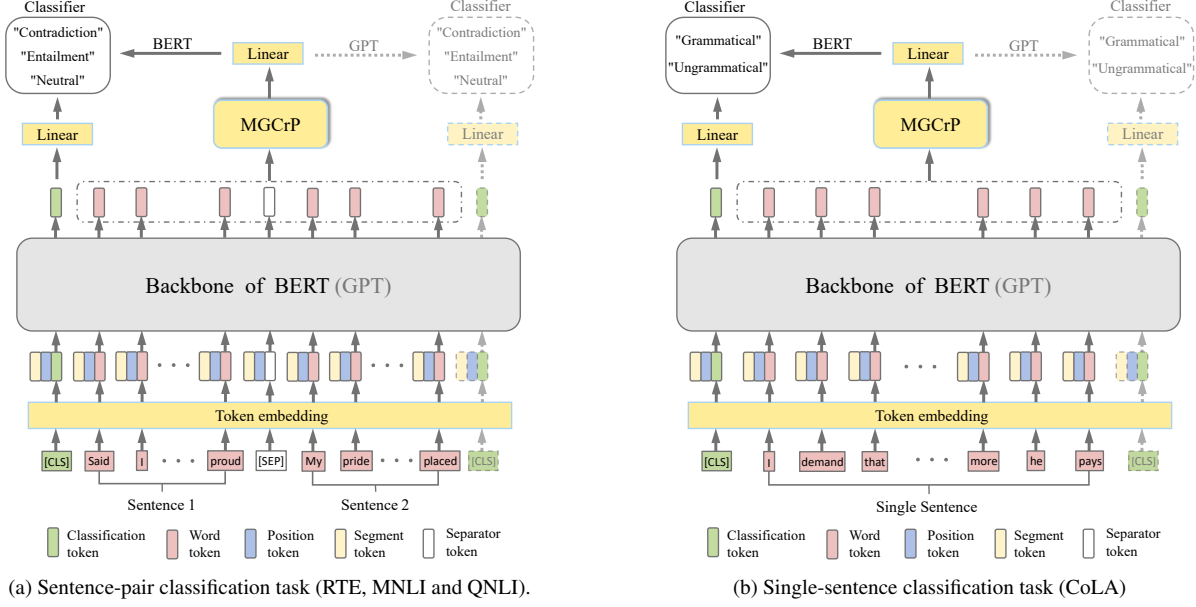 Classifier
"Contradiction"
"Entailment"
"Neutral"
BERT
Linear
GPT
Classifier
"Contradiction"
"Entailment"
"Neutral"
Linear
MGCrP
Linear
Backbone of BERT (GPT)
Token embedding
[CLS] Said I · · · proud [SEP] My pride · · · · placed [CLS]
Sentence 1
Sentence 2
Classification token
Word token
Position token
Segment token
Separator token
(a) Sentence-pair classification task (RTE, MNLI and QNLI).
Classifier
"Grammatical"
"Ungrammatical"
BERT
Linear
GPT
Classifier
"Grammatical"
"Ungrammatical"
Linear
MGCrP
Linear
Backbone of BERT (GPT)
Token embedding
[CLS] I demand that · · · more he pays [CLS]
Single Sentence
Classification token
Word token
Position token
Segment token
Separator token
(b) Single-sentence classification task (CoLA)